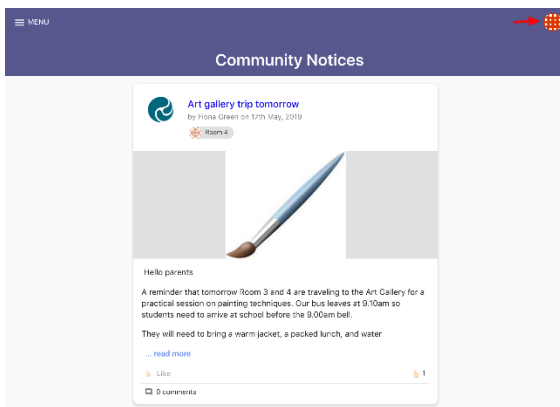 MENU
Community Notices
Art gallery trip tomorrow
by Fiona Green on 17th May, 2019
Room 4
Hello parents
A reminder that tomorrow Room 3 and 4 are traveling to the Art Gallery for a
practical session on painting techniques. Our bus leaves at 9.10am so
students need to arrive at school before the 9.00am bell.
They will need to bring a warm jacket, a packed lunch, and water
... read more
Like 1
0 comments